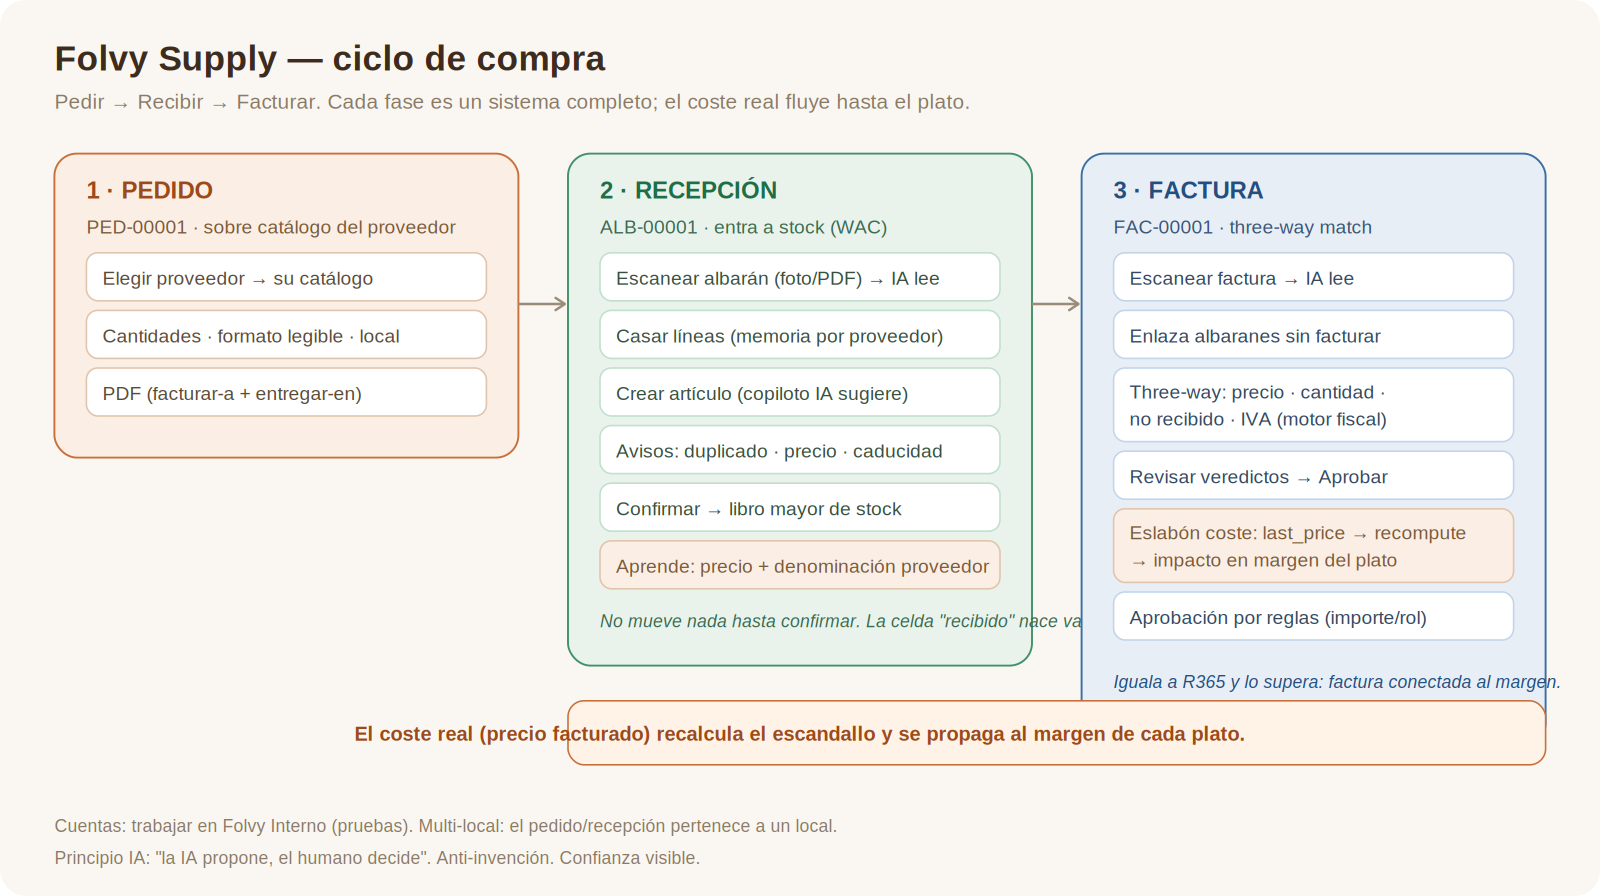 Folvy Supply — ciclo de compra
Pedir → Recibir → Facturar. Cada fase es un sistema completo; el coste real fluye hasta el plato.
1 · PEDIDO
PED-00001 · sobre catálogo del proveedor
Elegir proveedor → su catálogo
Cantidades · formato legible · local
PDF (facturar-a + entregar-en)
2 · RECEPCIÓN
ALB-00001 · entra a stock (WAC)
Escanear albarán (foto/PDF) → IA lee
Casar líneas (memoria por proveedor)
Crear artículo (copiloto IA sugiere)
Avisos: duplicado · precio · caducidad
Confirmar → libro mayor de stock
Aprende: precio + denominación proveedor
No mueve nada hasta confirmar. La celda "recibido" nace va
3 · FACTURA
FAC-00001 · three-way match
Escanear factura → IA lee
Enlaza albaranes sin facturar
Three-way: precio · cantidad ·
no recibido · IVA (motor fiscal)
Revisar veredictos → Aprobar
Eslabón coste: last_price → recompute
→ impacto en margen del plato
Aprobación por reglas (importe/rol)
Iguala a R365 y lo supera: factura conectada al margen.
El coste real (precio facturado) recalcula el escandallo y se propaga al margen de cada plato.
Cuentas: trabajar en Folvy Interno (pruebas). Multi-local: el pedido/recepción pertenece a un local.
Principio IA: "la IA propone, el humano decide". Anti-invención. Confianza visible.